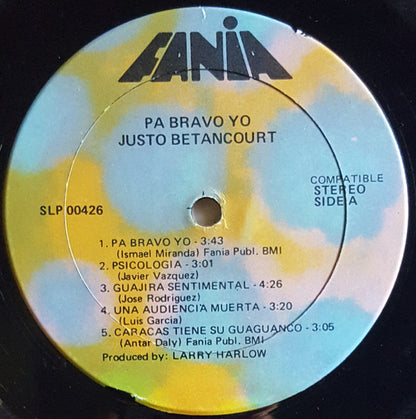 FANIA
PA BRAVO YO
JUSTO BETANCOURT
COMPATIBLE
STEREO
SLP 00426
SIDE A
1. PA BRAVO YO - 3:43
(Ismael Miranda) Fania Publ. BMI
2. PSICOLOGIA - 3:01
(Javier Vazquez)
3. GUAJIRA SENTIMENTAL - 4:26
(Jose Rodriguez)
4. UNA AUDIENCIA MUERTA - 3:20
(Luis Garcia)
5. CARACAS TIENE SU GUAGUANCO - 3:05
(Antar Daly) Fania Publ. BMI
Produced by: LARRY HARLOW